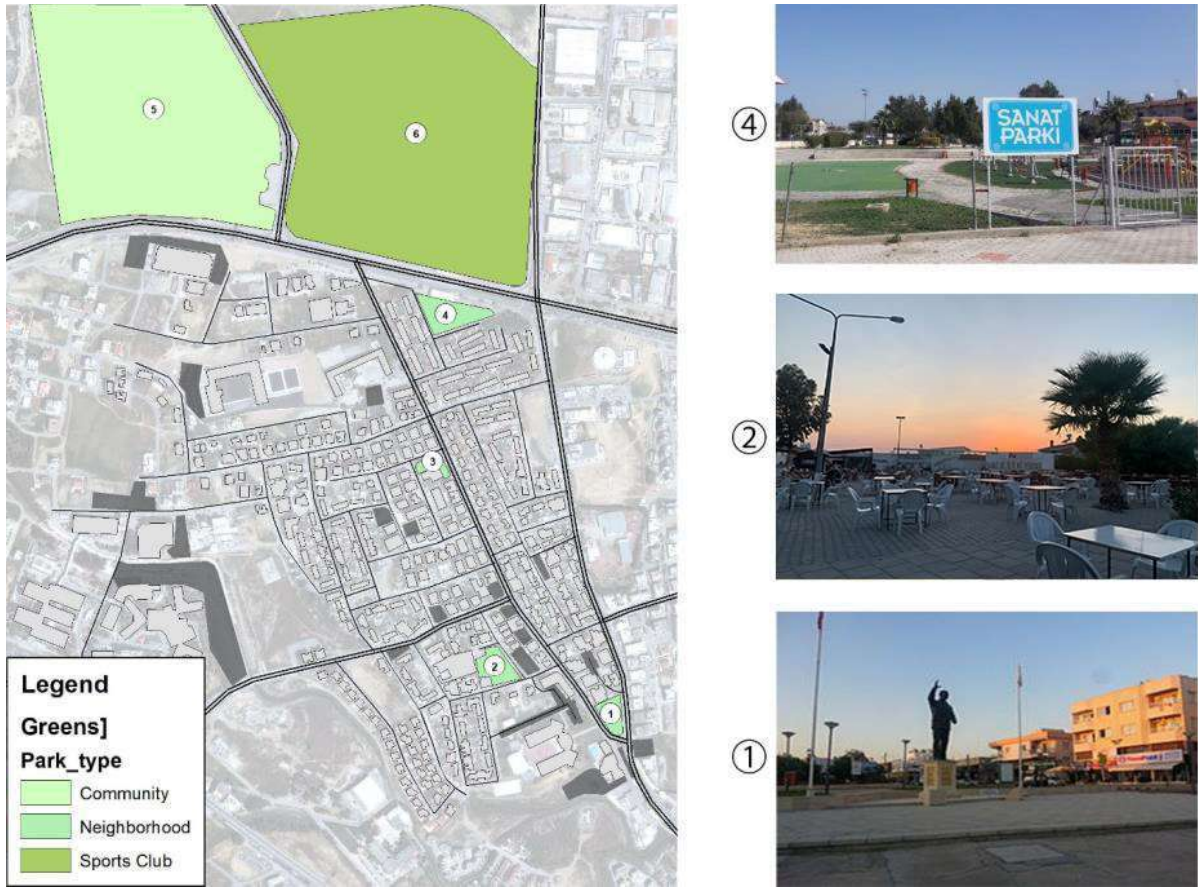 5
6
4
3
2
1
Legend
Greens]
Park_type
Community
Neighborhood
Sports Club
4
SANAT
PARKI
2
1